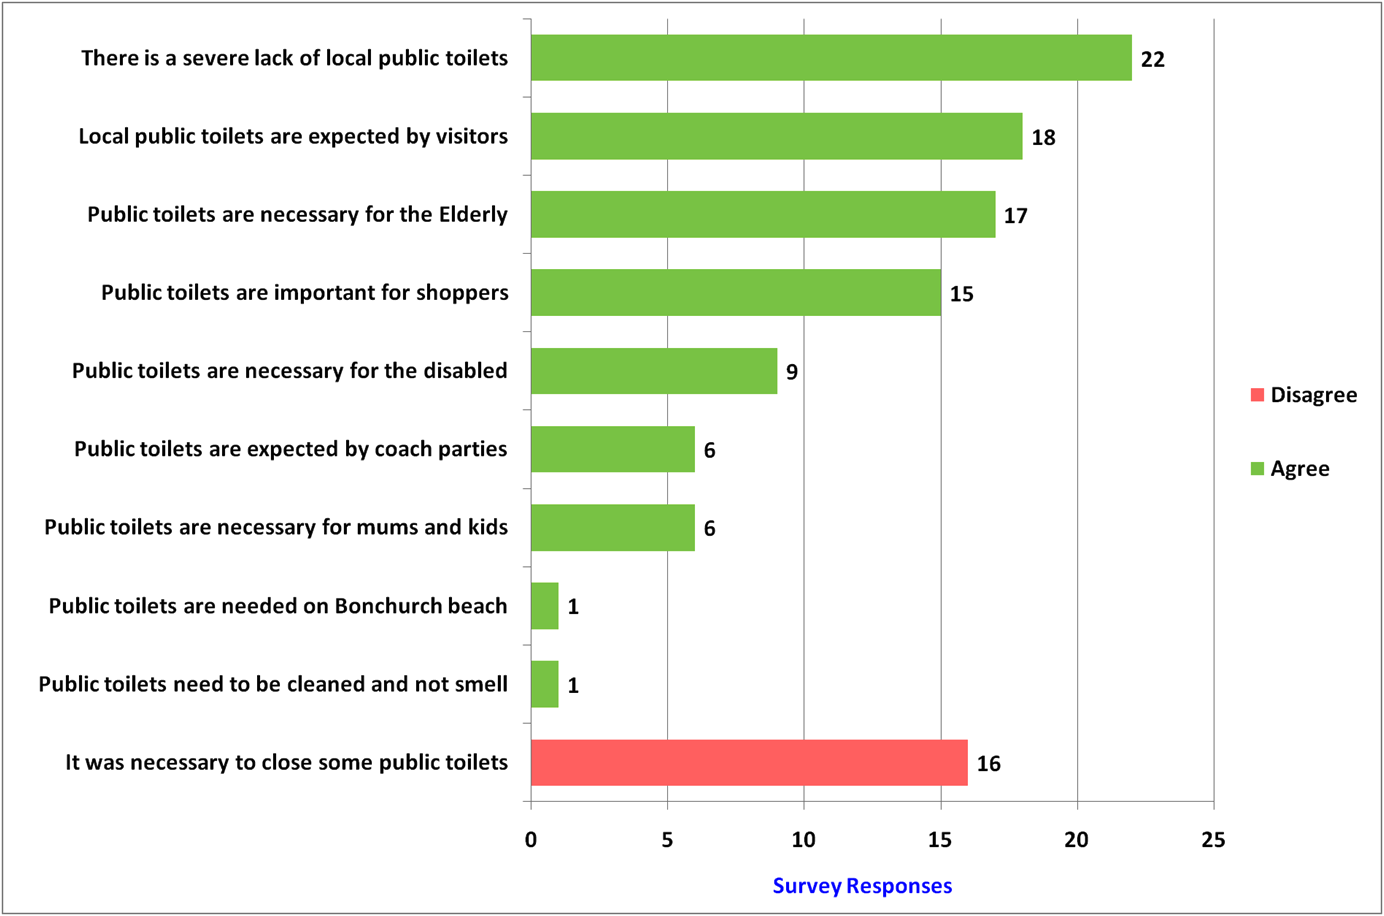 There is a severe lack of local public toilets 22
Local public toilets are expected by visitors 18
Public toilets are necessary for the Elderly 17
Public toilets are important for shoppers 15
Public toilets are necessary for the disabled 9
Disagree
Public toilets are expected by coach parties 6
Agree
Public toilets are necessary for mums and kids 6
Public toilets are needed on Bonchurch beach 1
Public toilets need to be cleaned and not smell 1
It was necessary to close some public toilets 16
0 5 10 15 20 25
Survey Responses